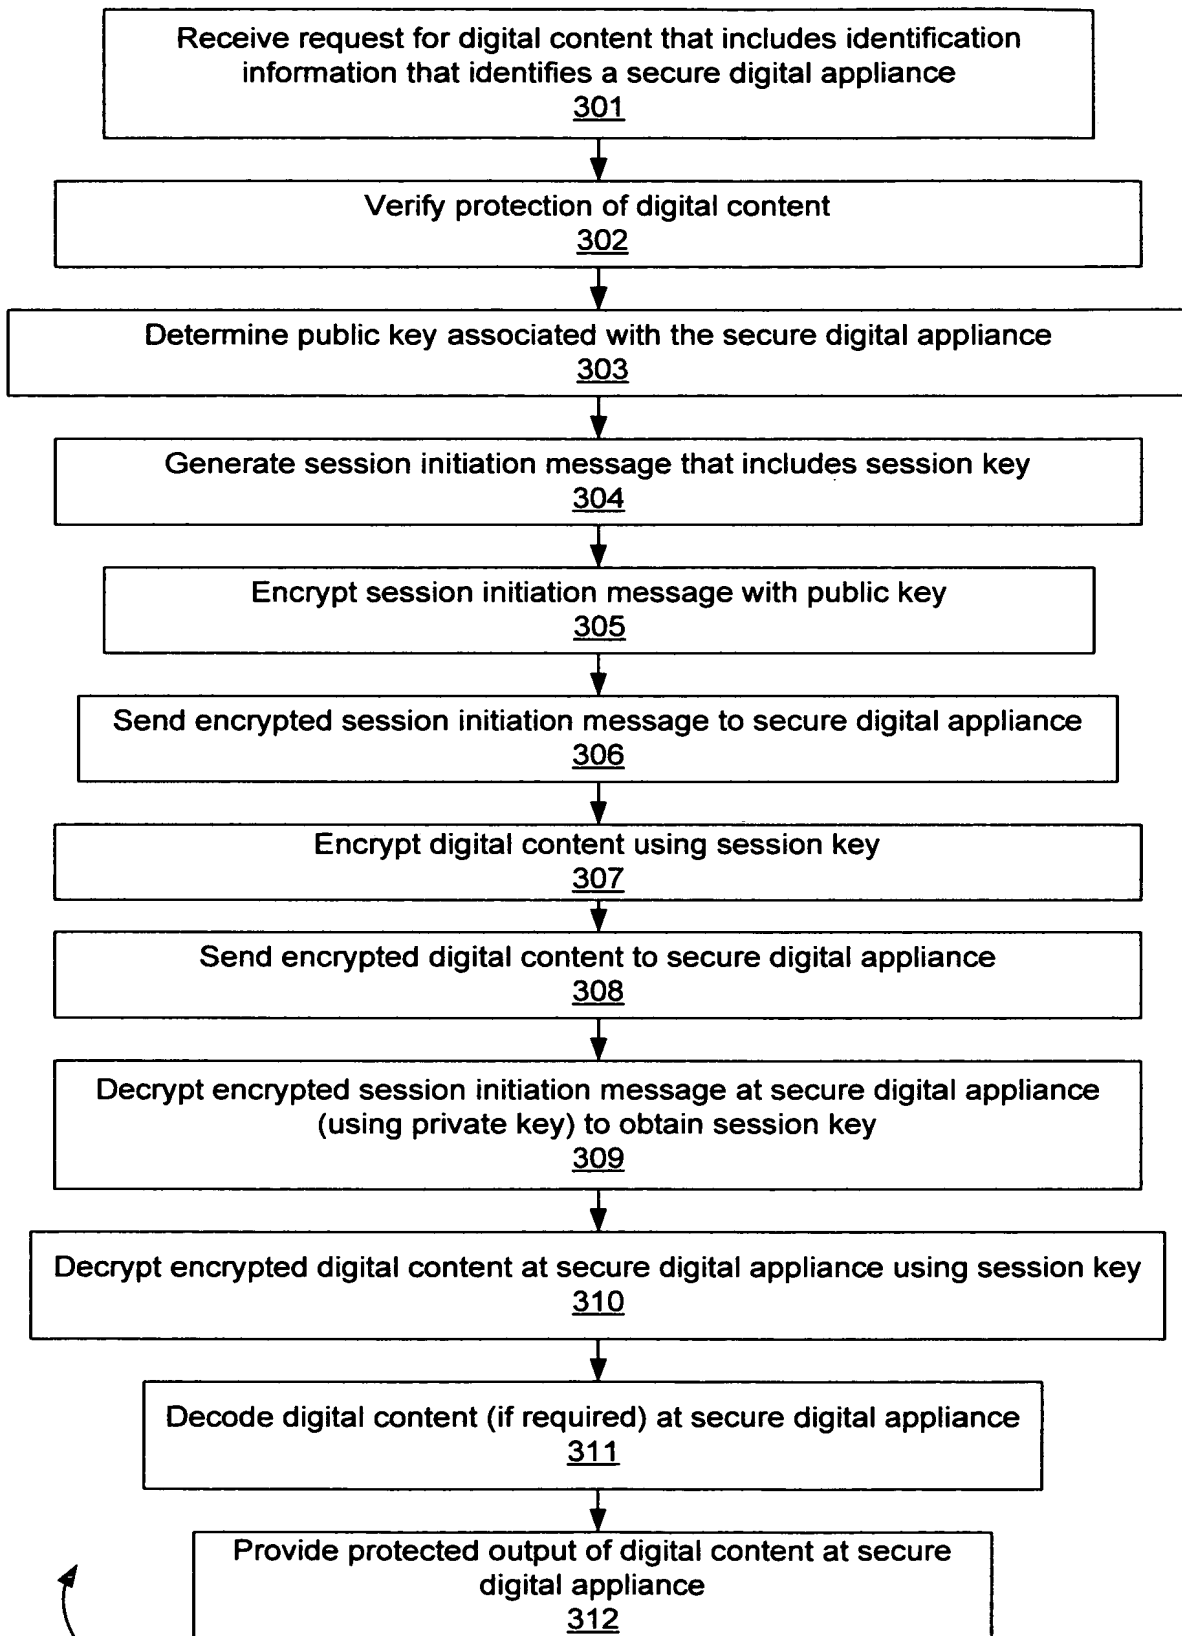 Receive request for digital content that includes identification
information that identifies a secure digital appliance
301
Verify protection of digital content
302
Determine public key associated with the secure digital appliance
303
Generate session initiation message that includes session key
304
Encrypt session initiation message with public key
305
Send encrypted session initiation message to secure digital appliance
306
Encrypt digital content using session key
307
Send encrypted digital content to secure digital appliance
308
Decrypt encrypted session initiation message at secure digital appliance
(using private key) to obtain session key
309
Decrypt encrypted digital content at secure digital appliance using session key
310
Decode digital content (if required) at secure digital appliance
311
Provide protected output of digital content at secure
digital appliance
312